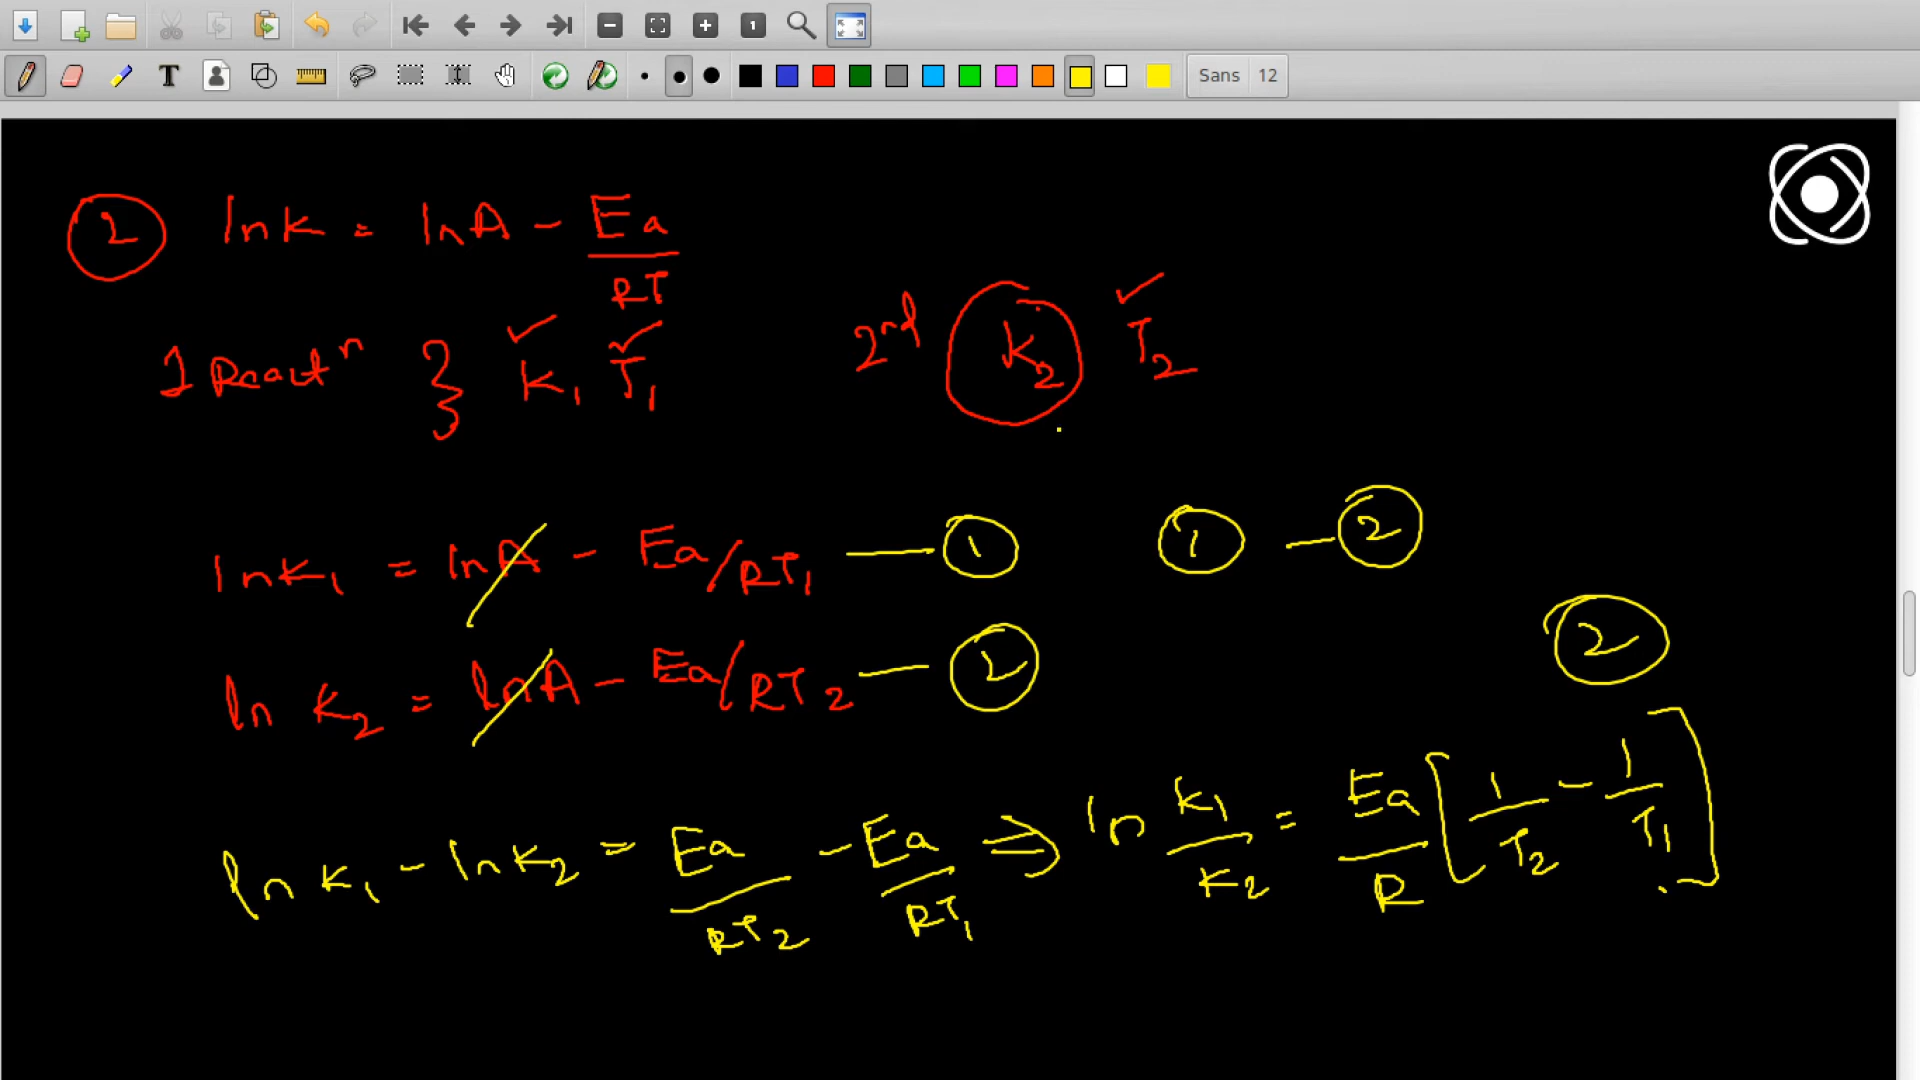 1
Sans 12
2 ln K = ln A - Ea/RT
1 Reactⁿ } K₁ T₁ 2nd K₂ T₂
ln K₁ = ln A - Ea/RT₁ — 1 1 — 2
2
ln K₂ = ln A - Ea/RT₂ — 2
ln K₁ - ln K₂ = Ea/RT₂ - Ea/RT₁ ⇒ ln K₁/K₂ = Ea/R [1/T₂ - 1/T₁]